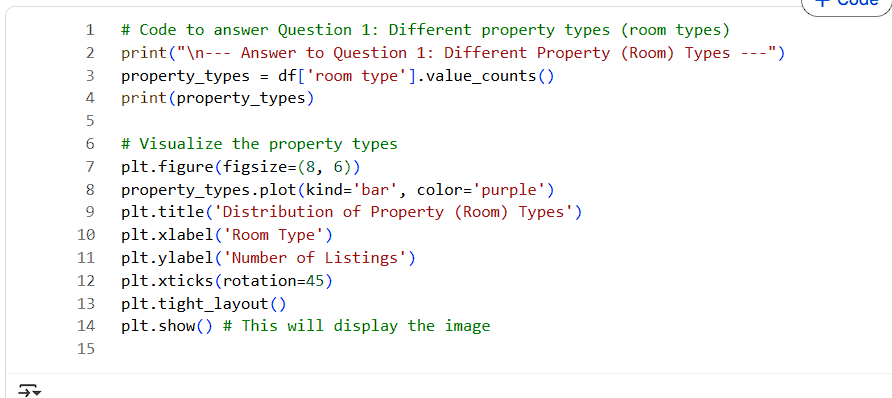 + Code
1 # Code to answer Question 1: Different property types (room types)
2 print("\n--- Answer to Question 1: Different Property (Room) Types ---")
3 property_types = df['room type'].value_counts()
4 print(property_types)
5
6 # Visualize the property types
7 plt.figure(figsize=(8, 6))
8 property_types.plot(kind='bar', color='purple')
9 plt.title('Distribution of Property (Room) Types')
10 plt.xlabel('Room Type')
11 plt.ylabel('Number of Listings')
12 plt.xticks(rotation=45)
13 plt.tight_layout()
14 plt.show() # This will display the image
15